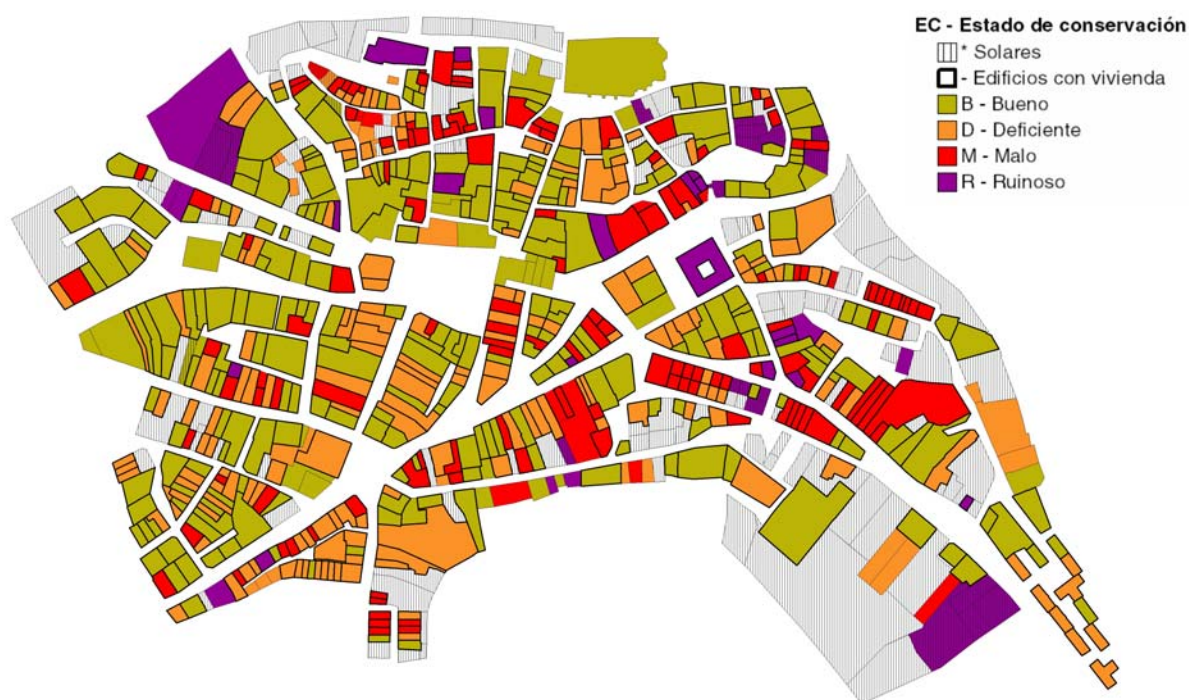 EC - Estado de conservación
* Solares
- Edificios con vivienda
B - Bueno
D - Deficiente
M - Malo
R - Ruinoso